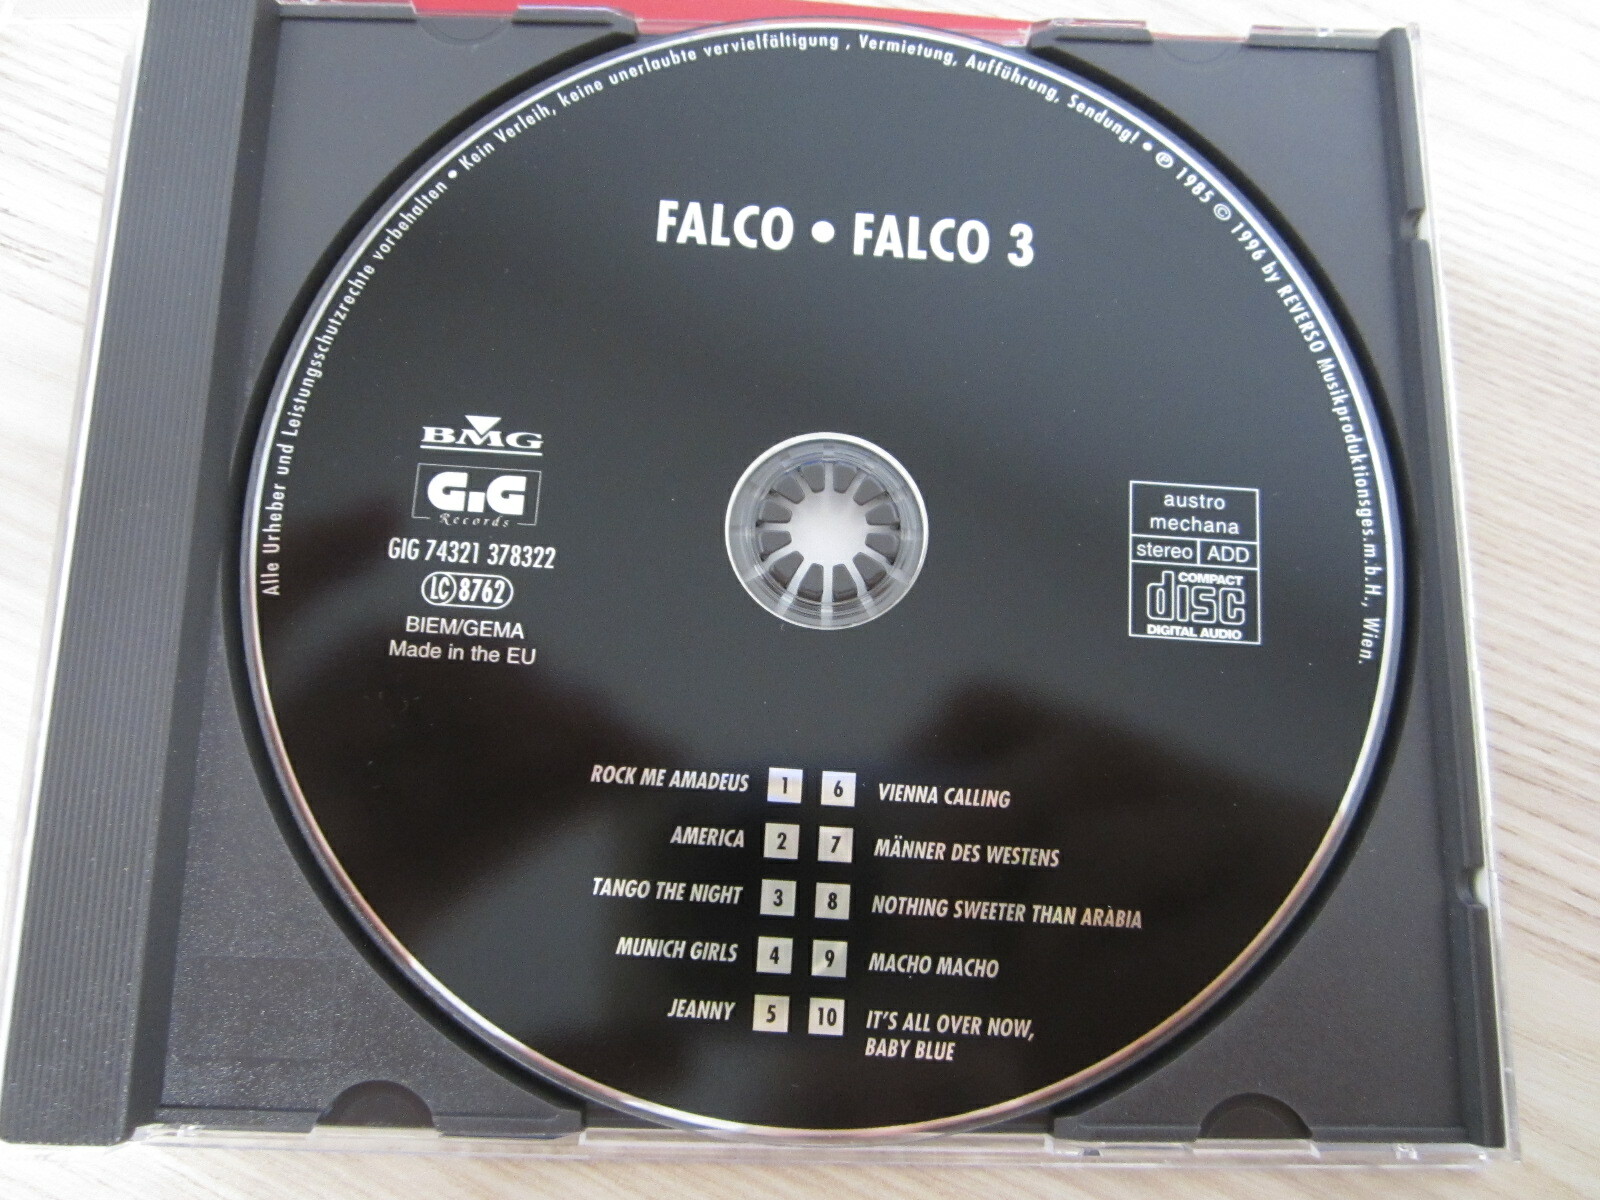 Alle Urheber und Leistungsschutzrechte vorbehalten • Kein Verleih, keine unerlaubte vervielfältigung , Vermietung, Aufführung, Sendung! • ℗ 1985 © 1996 by REVERSO Musikproduktionsges.m.b.H., Wien.
FALCO • FALCO 3
BMG
GiG
Records
GIG 74321 378322
LC 8762
BIEM/GEMA
Made in the EU
austro
mechana
stereo ADD
COMPACT
disc
DIGITAL AUDIO
ROCK ME AMADEUS 1
AMERICA 2
TANGO THE NIGHT 3
MUNICH GIRLS 4
JEANNY 5
6 VIENNA CALLING
7 MÄNNER DES WESTENS
8 NOTHING SWEETER THAN ARÀBIA
9 MACHO MACHO
10 IT'S ALL OVER NOW,
BABY BLUE